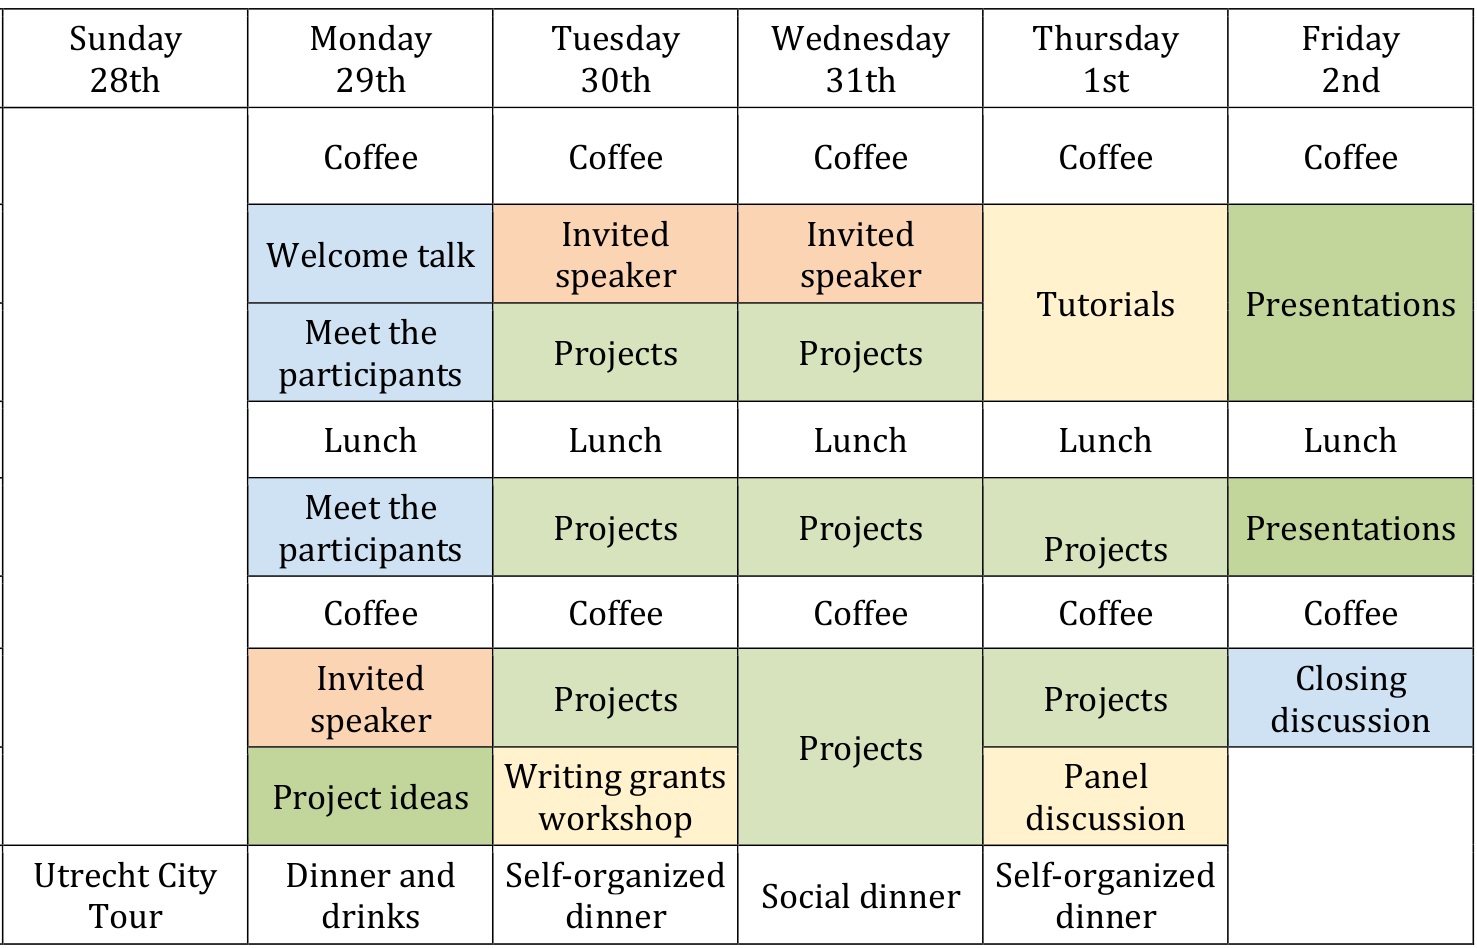 Sunday
28th
Monday
29th
Tuesday
30th
Wednesday
31th
Thursday
1st
Friday
2nd
Coffee
Coffee
Coffee
Coffee
Coffee
Welcome talk
Invited
speaker
Invited
speaker
Tutorials
Presentations
Meet the
participants
Projects
Projects
Lunch
Lunch
Lunch
Lunch
Lunch
Meet the
participants
Projects
Projects
Projects
Presentations
Coffee
Coffee
Coffee
Coffee
Coffee
Invited
speaker
Projects
Projects
Projects
Closing
discussion
Project ideas
Writing grants
workshop
Panel
discussion
Utrecht City
Tour
Dinner and
drinks
Self-organized
dinner
Social dinner
Self-organized
dinner